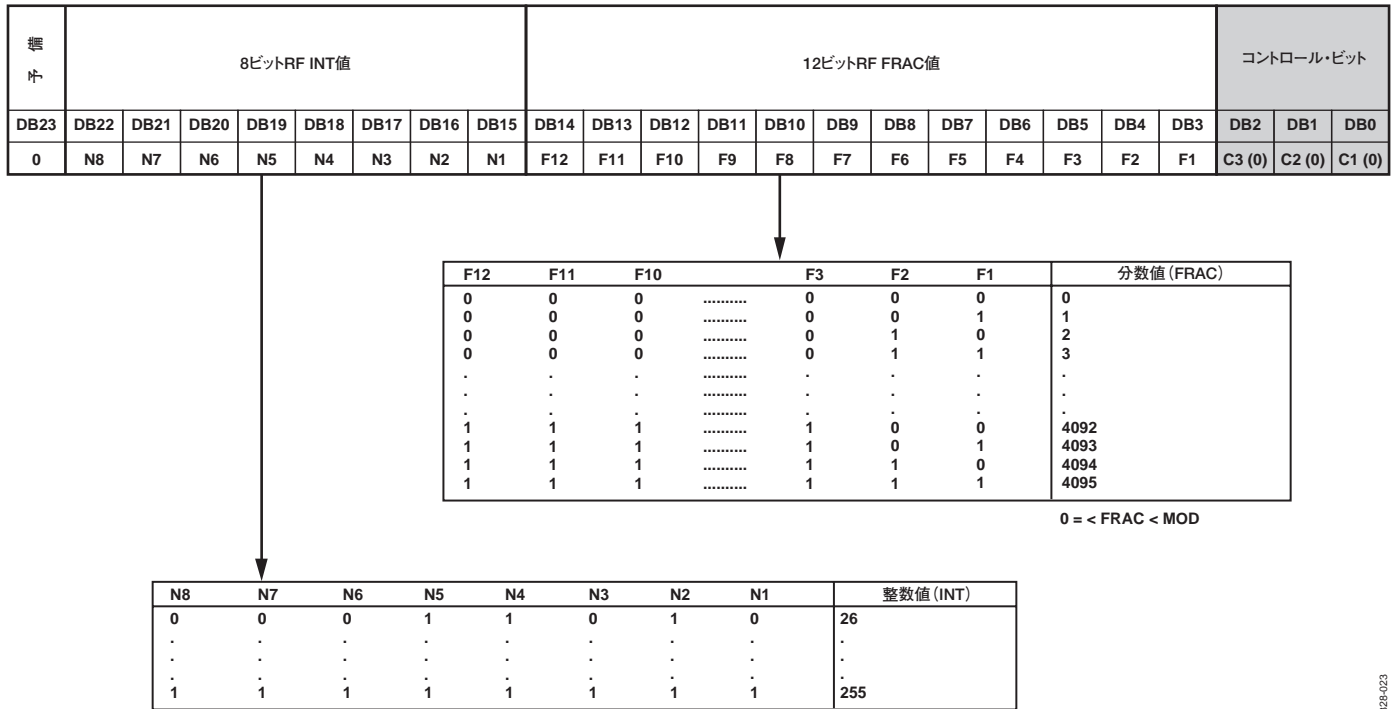 予備 8ビットRF INT値 12ビットRF FRAC値 コントロール・ビット
DB23 DB22 DB21 DB20 DB19 DB18 DB17 DB16 DB15 DB14 DB13 DB12 DB11 DB10 DB9 DB8 DB7 DB6 DB5 DB4 DB3 DB2 DB1 DB0
0 N8 N7 N6 N5 N4 N3 N2 N1 F12 F11 F10 F9 F8 F7 F6 F5 F4 F3 F2 F1 C3 (0) C2 (0) C1 (0)
F12 F11 F10 F3 F2 F1 分数値（FRAC）
0 0 0 .......... 0 0 0 0
0 0 0 .......... 0 0 1 1
0 0 0 .......... 0 1 0 2
0 0 0 .......... 0 1 1 3
. . . .......... . . . .
. . . .......... . . . .
. . . .......... . . . .
1 1 1 .......... 1 0 0 4092
1 1 1 .......... 1 0 1 4093
1 1 1 .......... 1 1 0 4094
1 1 1 .......... 1 1 1 4095
0 = < FRAC < MOD
N8 N7 N6 N5 N4 N3 N2 N1 整数値（INT）
0 0 0 1 1 0 1 0 26
. . . . . . . . .
. . . . . . . . .
. . . . . . . . .
1 1 1 1 1 1 1 1 255